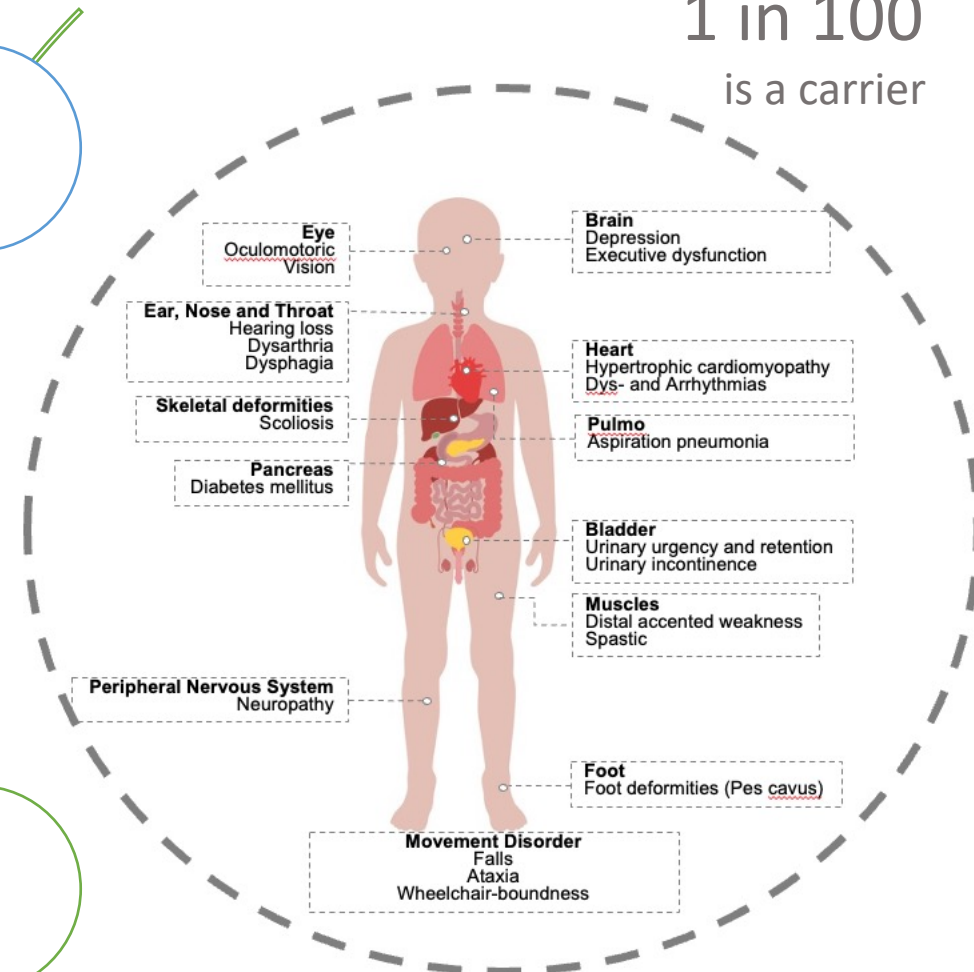 1 in 100
is a carrier
Eye
Oculomotoric
Vision
Brain
Depression
Executive dysfunction
Ear, Nose and Throat
Hearing loss
Dysarthria
Dysphagia
Heart
Hypertrophic cardiomyopathy
Dys- and Arrhythmias
Skeletal deformities
Scoliosis
Pulmo
Aspiration pneumonia
Pancreas
Diabetes mellitus
Bladder
Urinary urgency and retention
Urinary incontinence
Muscles
Distal accented weakness
Spastic
Peripheral Nervous System
Neuropathy
Foot
Foot deformities (Pes cavus)
Movement Disorder
Falls
Ataxia
Wheelchair-boundness